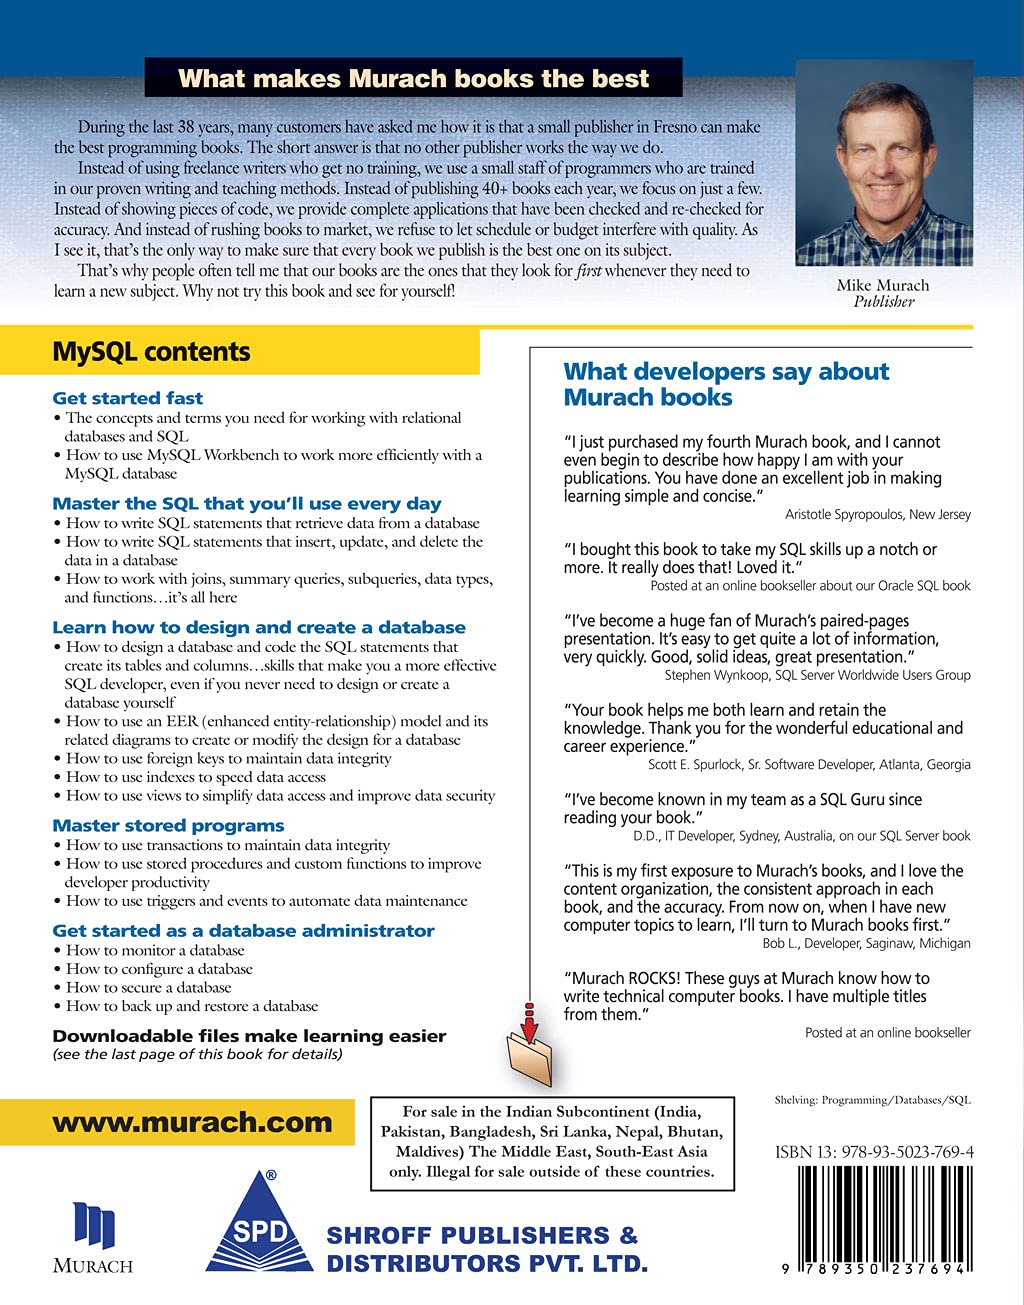 What makes Murach books the best
During the last 38 years, many customers have asked me how it is that a small publisher in Fresno can make
the best programming books. The short answer is that no other publisher works the way we do.
Instead of using freelance writers who get no training, we use a small staff of programmers who are trained
in our proven writing and teaching methods. Instead of publishing 40+ books each year, we focus on just a few.
Instead of showing pieces of code, we provide complete applications that have been checked and re-checked for
accuracy. And instead of rushing books to market, we refuse to let schedule or budget interfere with quality. As
I see it, that's the only way to make sure that every book we publish is the best one on its subject.
That's why people often tell me that our books are the ones that they look for first whenever they need to
learn a new subject. Why not try this book and see for yourself!
Mike Murach
Publisher
MySQL contents
Get started fast
• The concepts and terms you need for working with relational
databases and SQL
• How to use MySQL Workbench to work more efficiently with a
MySQL database
Master the SQL that you'll use every day
• How to write SQL statements that retrieve data from a database
• How to write SQL statements that insert, update, and delete the
data in a database
• How to work with joins, summary queries, subqueries, data types,
and functions…it's all here
Learn how to design and create a database
• How to design a database and code the SQL statements that
create its tables and columns…skills that make you a more effective
SQL developer, even if you never need to design or create a
database yourself
• How to use an EER (enhanced entity-relationship) model and its
related diagrams to create or modify the design for a database
• How to use foreign keys to maintain data integrity
• How to use indexes to speed data access
• How to use views to simplify data access and improve data security
Master stored programs
• How to use transactions to maintain data integrity
• How to use stored procedures and custom functions to improve
developer productivity
• How to use triggers and events to automate data maintenance
Get started as a database administrator
• How to monitor a database
• How to configure a database
• How to secure a database
• How to back up and restore a database
Downloadable files make learning easier
(see the last page of this book for details)
What developers say about
Murach books
“I just purchased my fourth Murach book, and I cannot
even begin to describe how happy I am with your
publications. You have done an excellent job in making
learning simple and concise.”
Aristotle Spyropoulos, New Jersey
“I bought this book to take my SQL skills up a notch or
more. It really does that! Loved it.”
Posted at an online bookseller about our Oracle SQL book
“I've become a huge fan of Murach's paired-pages
presentation. It's easy to get quite a lot of information,
very quickly. Good, solid ideas, great presentation.”
Stephen Wynkoop, SQL Server Worldwide Users Group
“Your book helps me both learn and retain the
knowledge. Thank you for the wonderful educational and
career experience.”
Scott E. Spurlock, Sr. Software Developer, Atlanta, Georgia
“I've become known in my team as a SQL Guru since
reading your book.”
D.D., IT Developer, Sydney, Australia, on our SQL Server book
“This is my first exposure to Murach's books, and I love the
content organization, the consistent approach in each
book, and the accuracy. From now on, when I have new
computer topics to learn, I'll turn to Murach books first.”
Bob L., Developer, Saginaw, Michigan
“Murach ROCKS! These guys at Murach know how to
write technical computer books. I have multiple titles
from them.”
Posted at an online bookseller
www.murach.com
For sale in the Indian Subcontinent (India,
Pakistan, Bangladesh, Sri Lanka, Nepal, Bhutan,
Maldives) The Middle East, South-East Asia
only. Illegal for sale outside of these countries.
Shelving: Programming/Databases/SQL
ISBN 13: 978-93-5023-769-4
9 789350 237694
MURACH
SPD
®
SHROFF PUBLISHERS &
DISTRIBUTORS PVT. LTD.